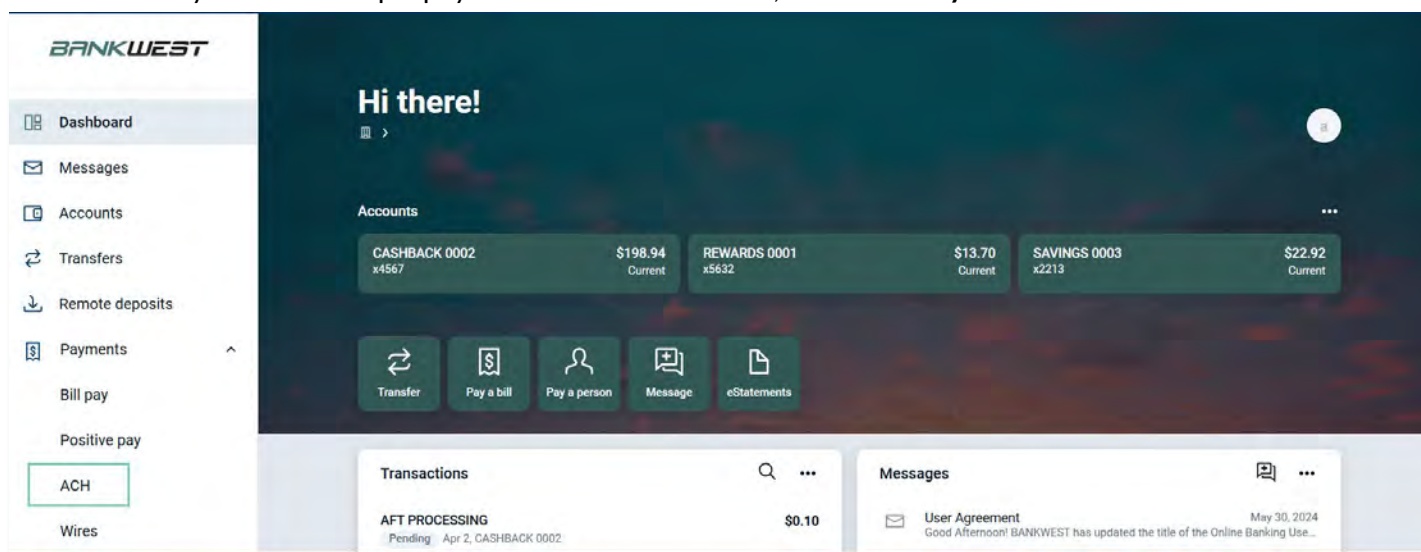 BANKWEST
Dashboard
Messages
Accounts
Transfers
Remote deposits
Payments
Bill pay
Positive pay
ACH
Wires
Hi there!
Accounts
CASHBACK 0002 $198.94
x4567 Current
REWARDS 0001 $13.70
x5632 Current
SAVINGS 0003 $22.92
x2213 Current
Transfer
Pay a bill
Pay a person
Message
eStatements
Transactions
AFT PROCESSING $0.10
Pending Apr 2, CASHBACK 0002
Messages
User Agreement May 30, 2024
Good Afternoon! BANKWEST has updated the title of the Online Banking Use...